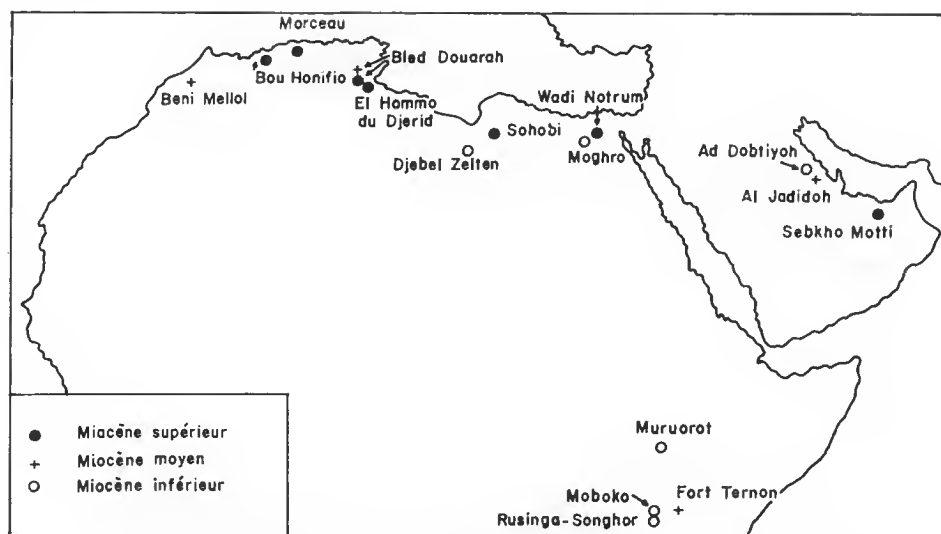 Morceau
Bou Honifio
Bled Douarah
Beni Mellol
El Hommo
du Djerid
Wadi Notrum
Sohobi
Djebel Zelten
Moghro
Ad Dobtiyoh
Al Jadidoh
Sebkho Motti
Muruorot
Moboko
Fort Ternon
Rusinga-Songhor
Miacène supérieur
Miocène moyen
Miocène inférieur